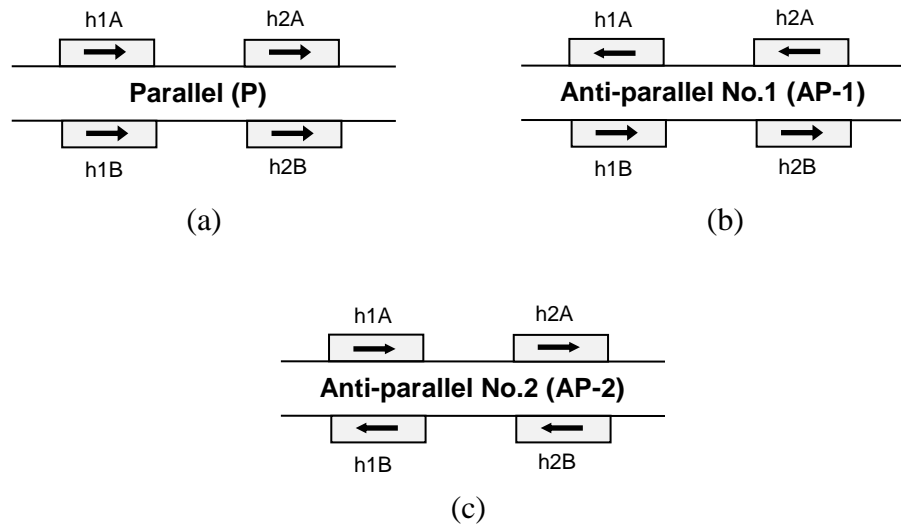 h1A h2A
Parallel (P)
h1B h2B
(a)
h1A h2A
Anti-parallel No.1 (AP-1)
h1B h2B
(b)
h1A h2A
Anti-parallel No.2 (AP-2)
h1B h2B
(c)